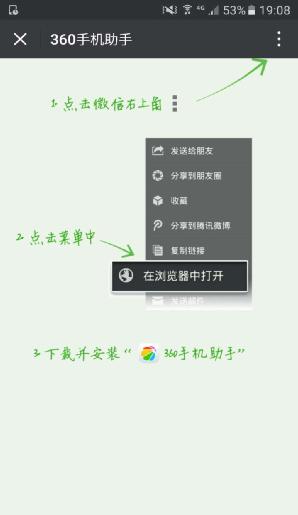 4G 53% 19:08
360手机助手
1·点击微信右上角
发送给朋友
分享到朋友圈
收藏
分享到腾讯微博
复制链接
2·点击菜单中
在浏览器中打开
发送邮件
3·下载并安装“360手机助手”